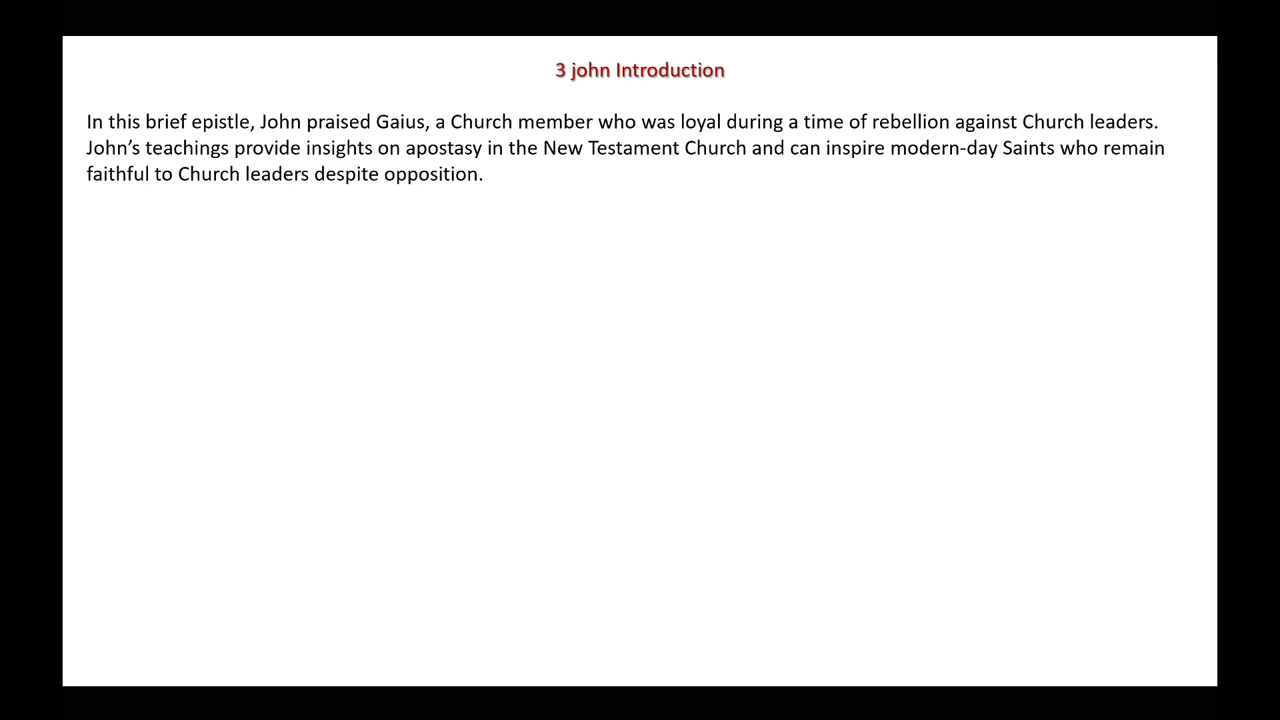 3 john Introduction
In this brief epistle, John praised Gaius, a Church member who was loyal during a time of rebellion against Church leaders.
John’s teachings provide insights on apostasy in the New Testament Church and can inspire modern-day Saints who remain
faithful to Church leaders despite opposition.